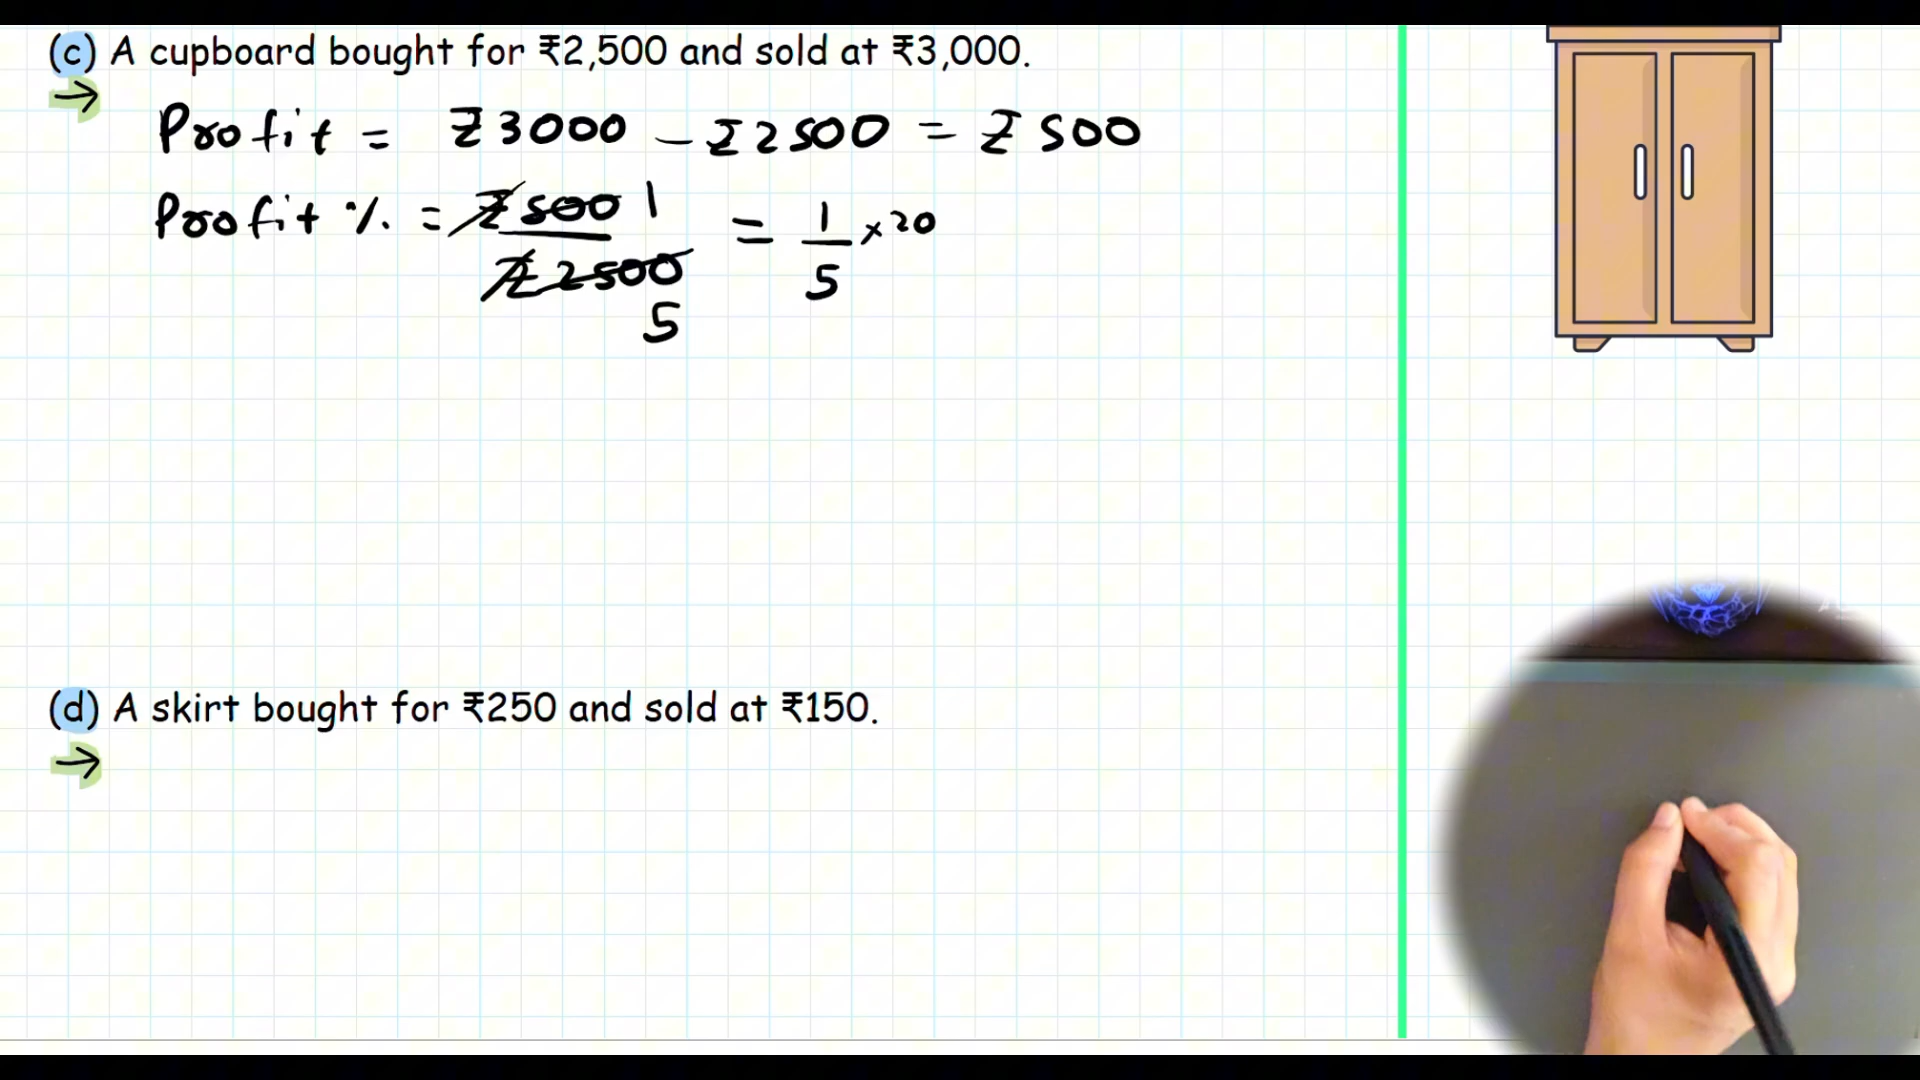 (c) A cupboard bought for ₹2,500 and sold at ₹3,000.
→
Profit = ₹3000 - ₹2500 = ₹500
Profit % = ₹500 1 / ₹2500 5 = 1/5 × 20
(d) A skirt bought for ₹250 and sold at ₹150.
→